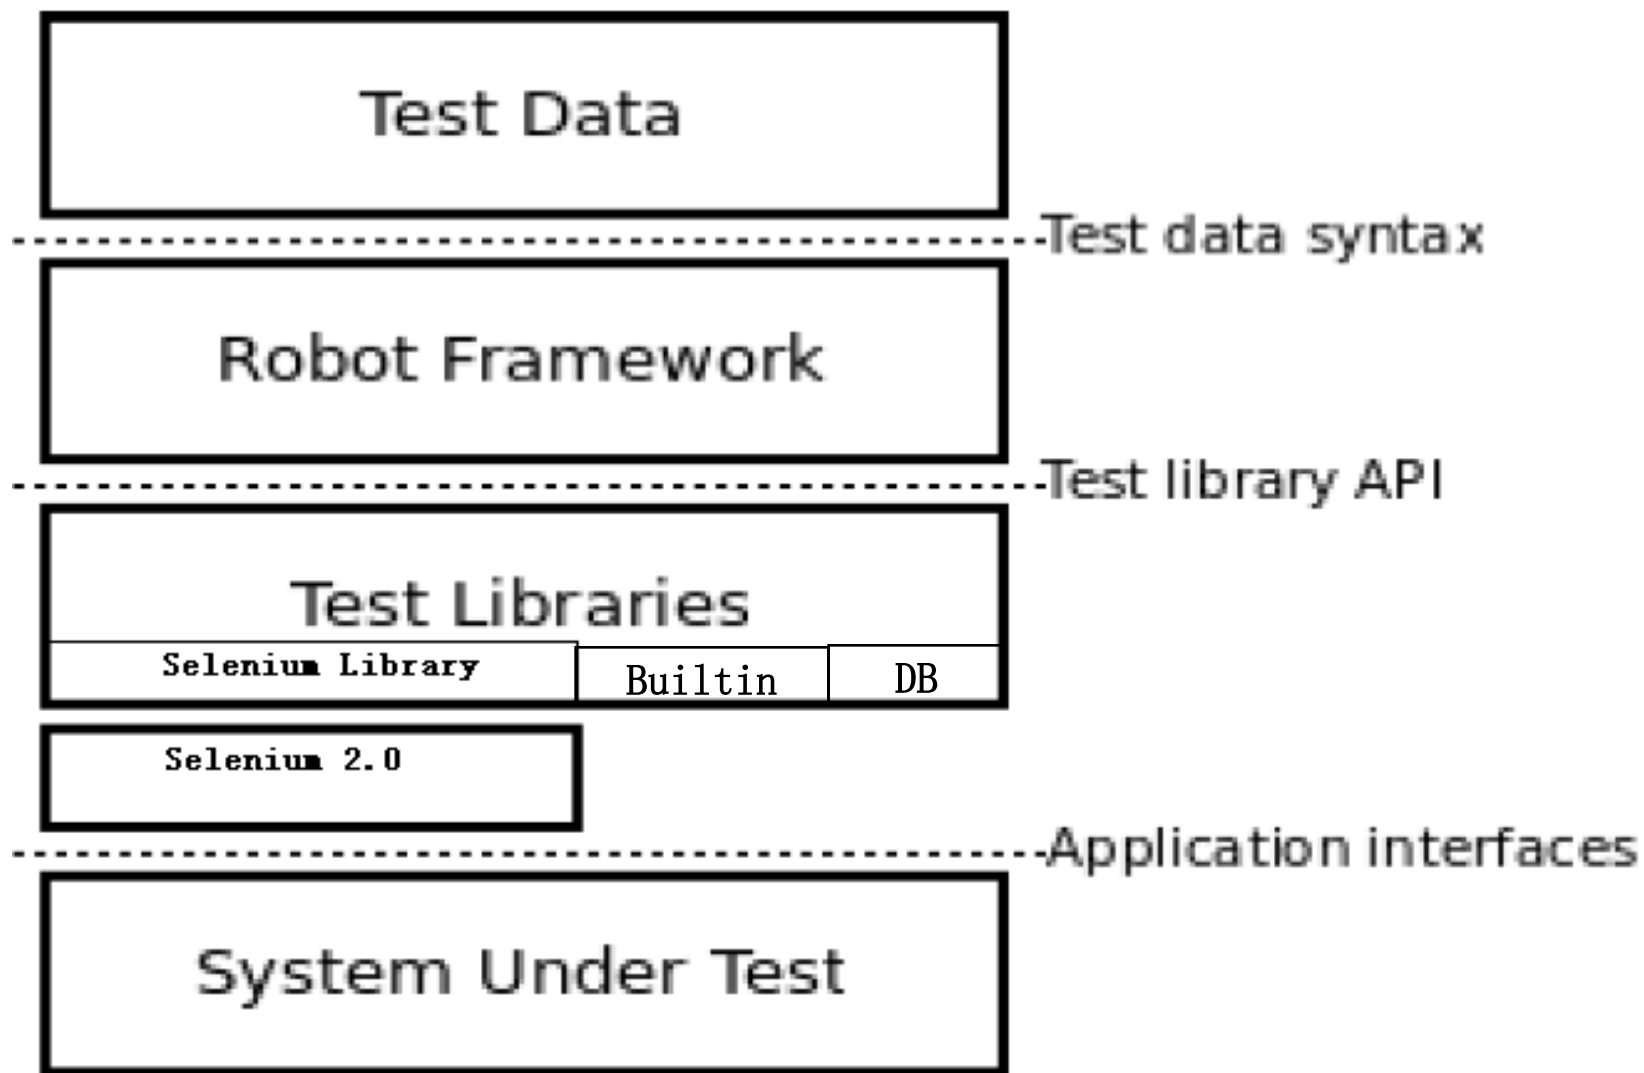 Test Data
Test data syntax
Robot Framework
Test library API
Test Libraries
Selenium Library
Builtin
DB
Selenium 2.0
Application interfaces
System Under Test